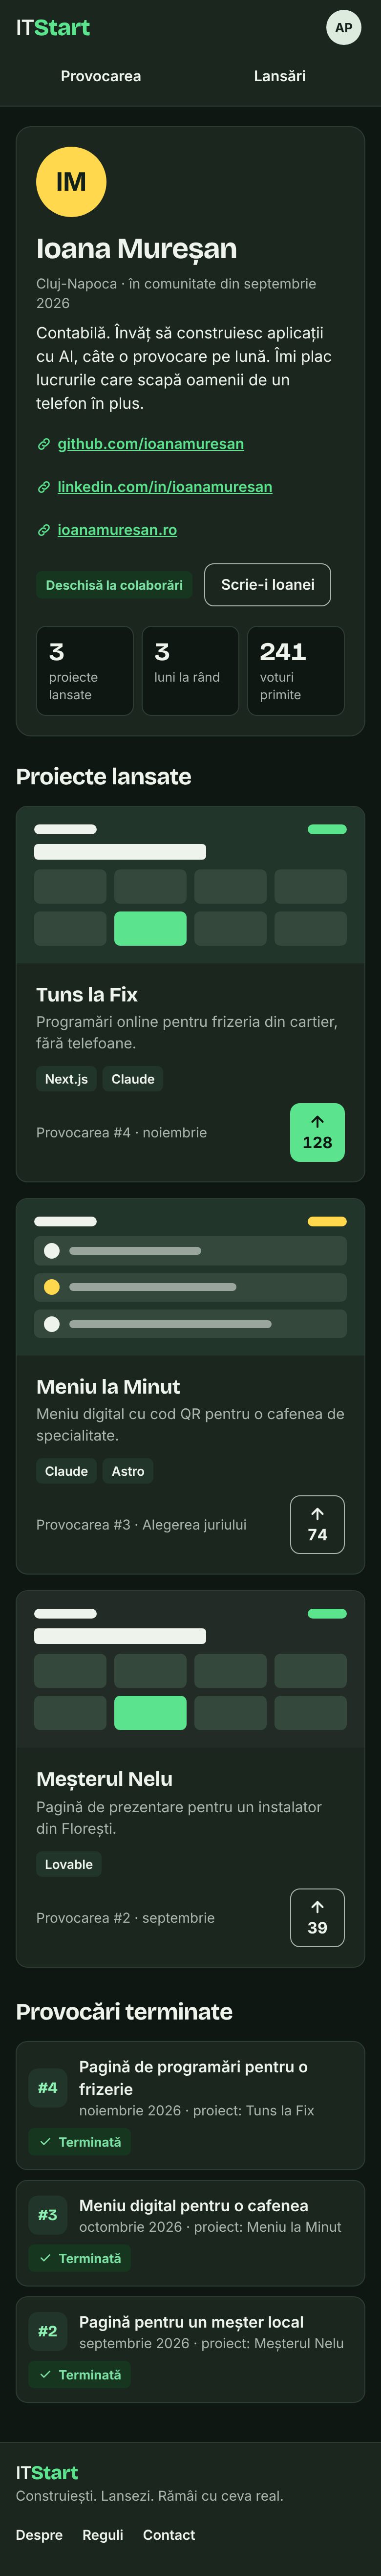 ITStart
AP
Provocarea
Lansări
IM
Ioana Mureșan
Cluj-Napoca · în comunitate din septembrie
2026
Contabilă. Învăț să construiesc aplicații
cu AI, câte o provocare pe lună. Îmi plac
lucrurile care scapă oamenii de un
telefon în plus.
github.com/ioanamuresan
linkedin.com/in/ioanamuresan
ioanamuresan.ro
Deschisă la colaborări
Scrie-i Ioanei
3
proiecte
lansate
3
luni la rând
241
voturi
primite
Proiecte lansate
Tuns la Fix
Programări online pentru frizeria din cartier,
fără telefoane.
Next.js
Claude
Provocarea #4 · noiembrie
128
Meniu la Minut
Meniu digital cu cod QR pentru o cafenea de
specialitate.
Claude
Astro
Provocarea #3 · Alegerea juriului
74
Meșterul Nelu
Pagină de prezentare pentru un instalator
din Florești.
Lovable
Provocarea #2 · septembrie
39
Provocări terminate
#4
Pagină de programări pentru o
frizerie
noiembrie 2026 · proiect: Tuns la Fix
Terminată
#3
Meniu digital pentru o cafenea
octombrie 2026 · proiect: Meniu la Minut
Terminată
#2
Pagină pentru un meșter local
septembrie 2026 · proiect: Meșterul Nelu
Terminată
ITStart
Construiești. Lansezi. Rămâi cu ceva real.
Despre
Reguli
Contact